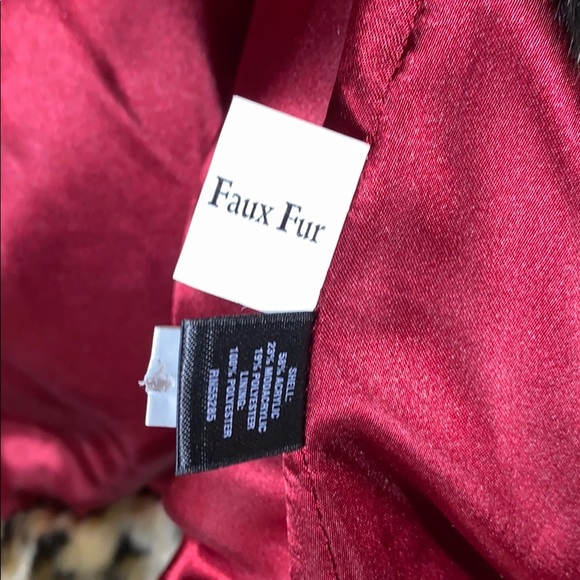 Faux Fur
SHELL:
58% ACRYLIC
23% MODACRYLIC
19% POLYESTER
LINING:
100% POLYESTER